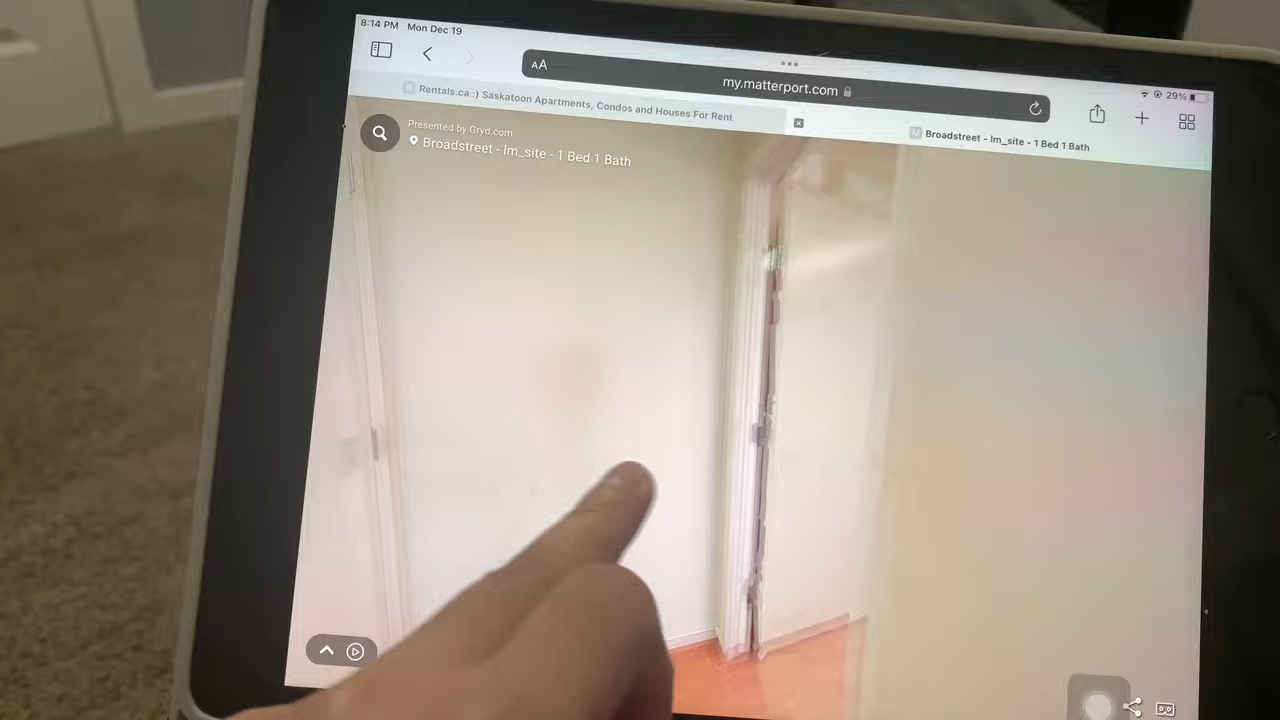 8:14 PM Mon Dec 19
29%
AA
my.matterport.com
Rentals.ca :) Saskatoon Apartments, Condos and Houses For Rent
M Broadstreet - lm_site - 1 Bed 1 Bath
Presented by Gryd.com
Broadstreet - lm_site - 1 Bed 1 Bath